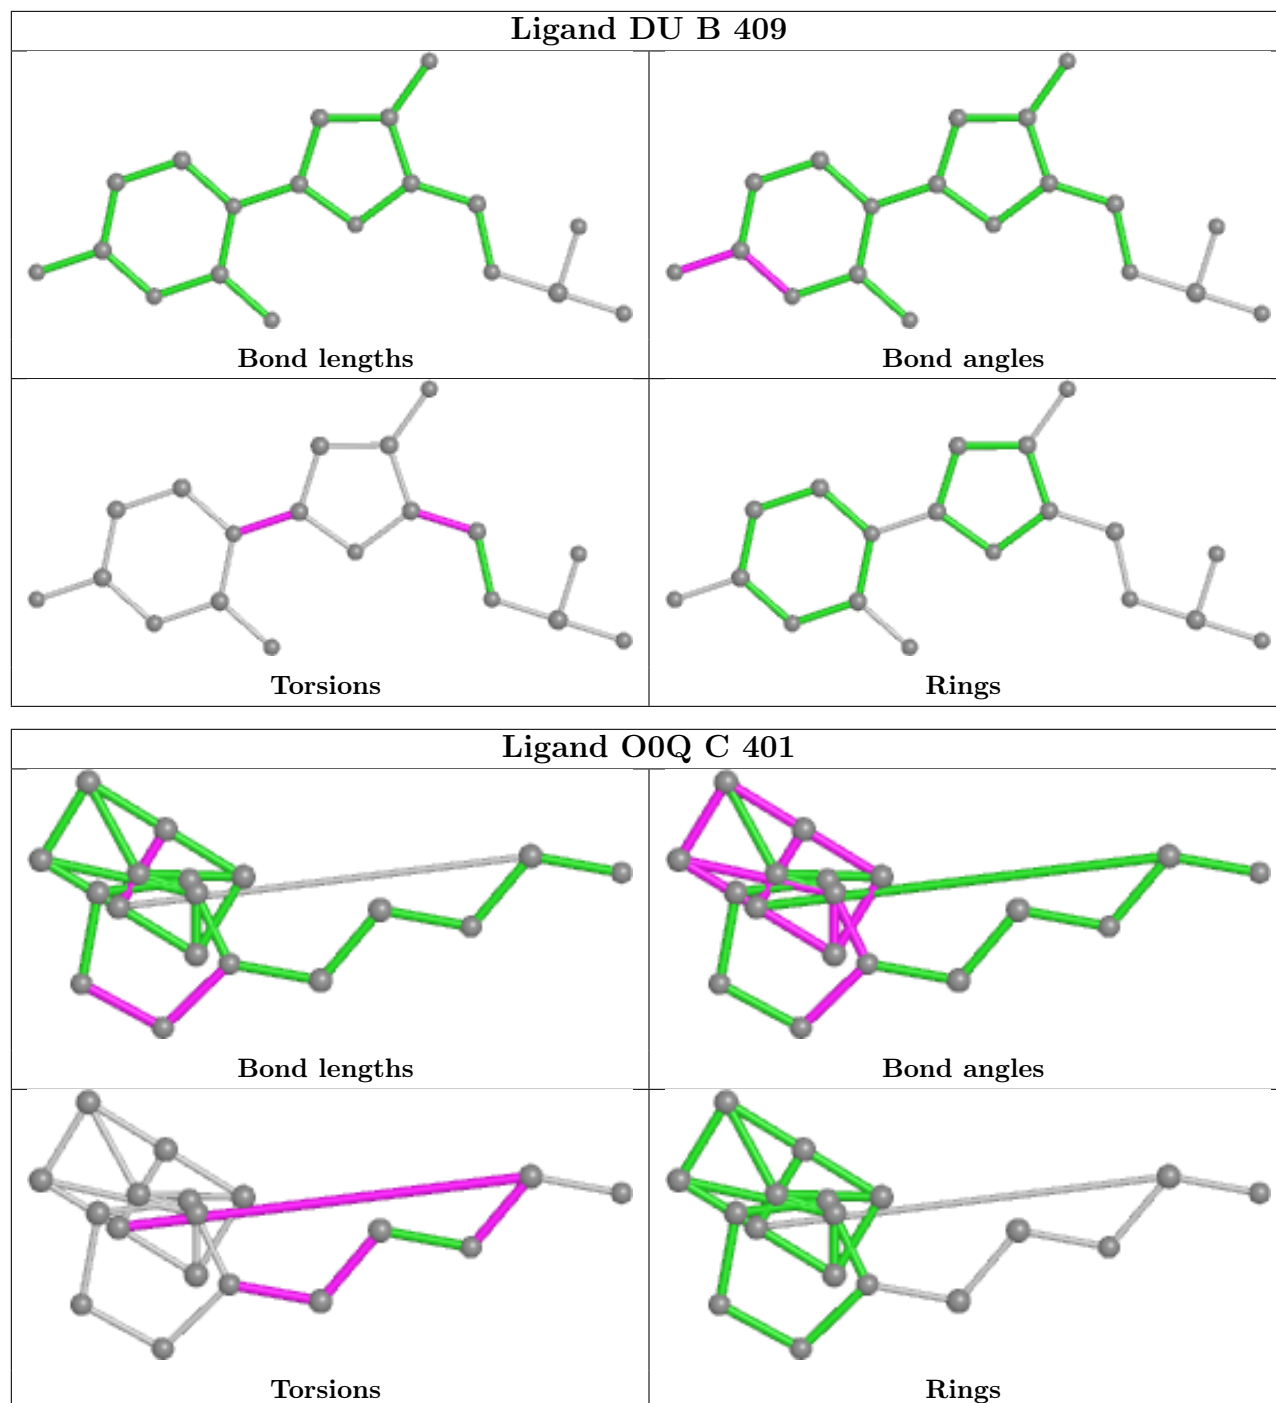 Ligand DU B 409
Bond lengths
Bond angles
Torsions
Rings
Ligand O0Q C 401
Bond lengths
Bond angles
Torsions
Rings